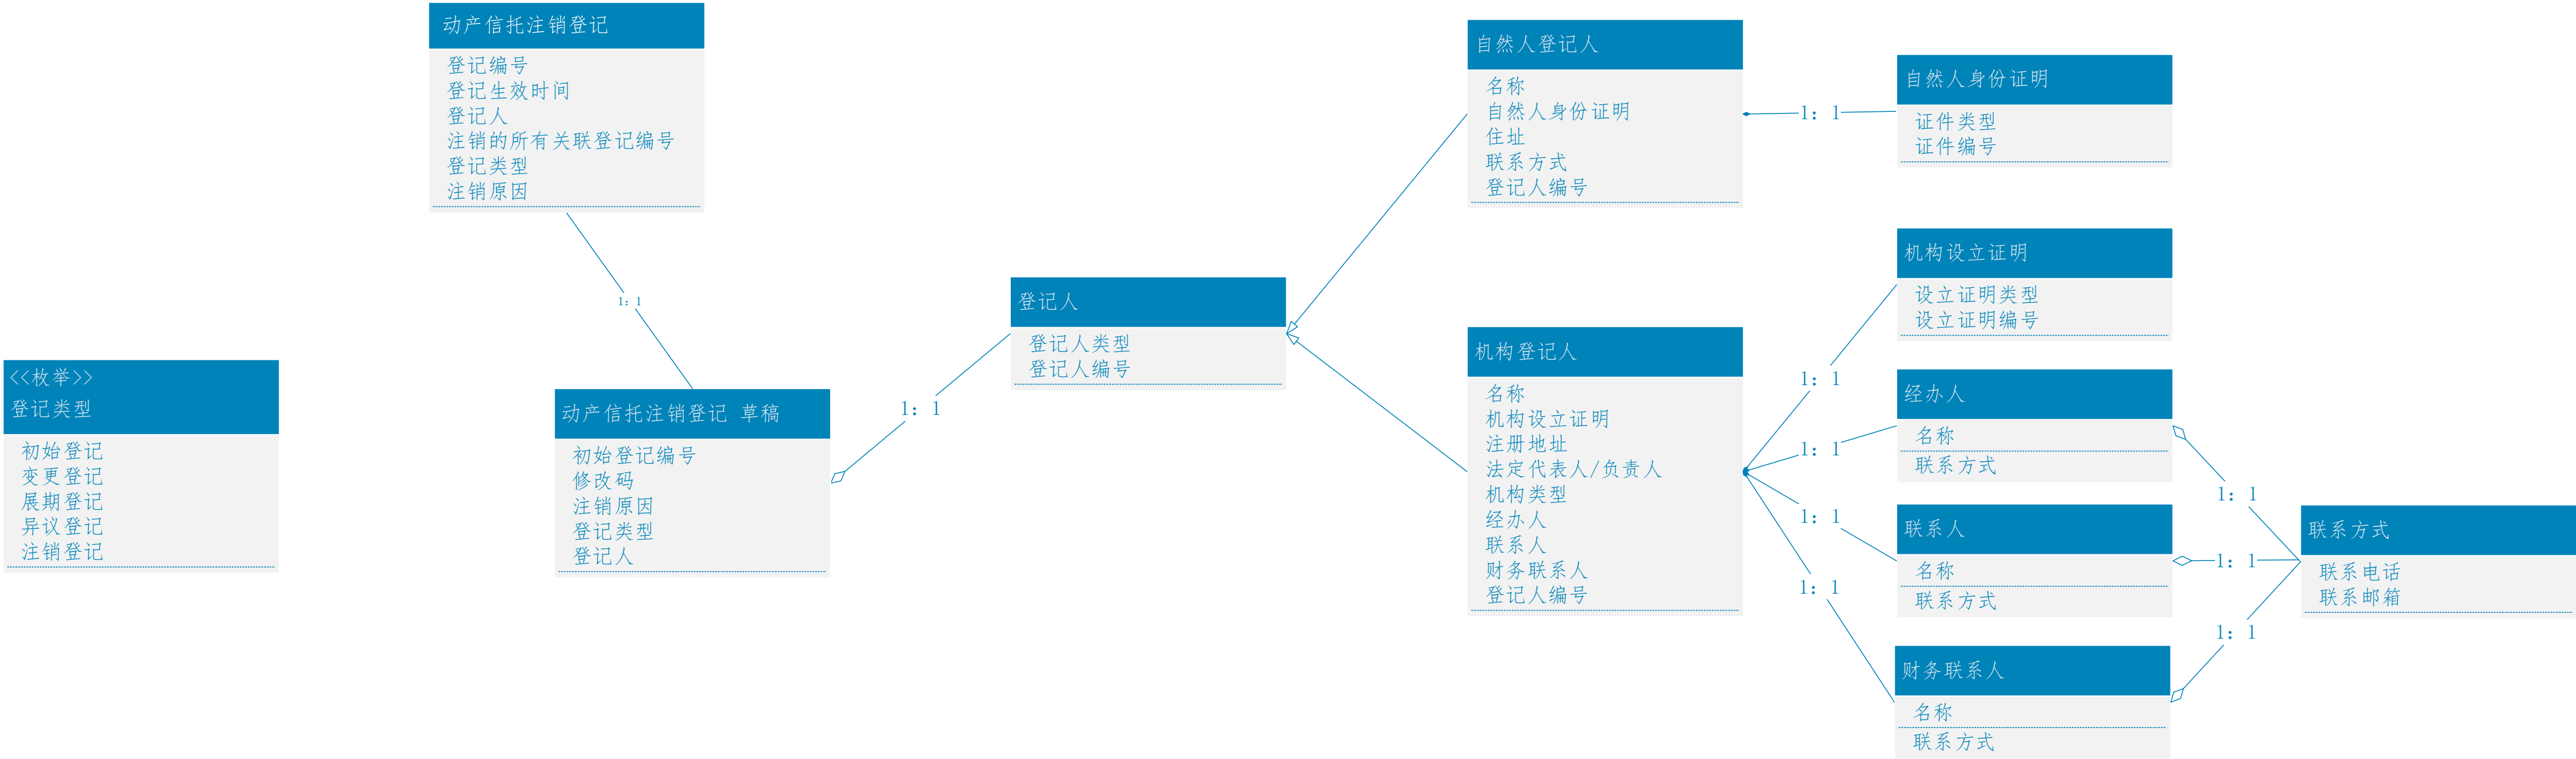 动产信托注销登记
登记编号
登记生效时间
登记人
注销的所有关联登记编号
登记类型
注销原因
1: 1
<<枚举>>
登记类型
初始登记
变更登记
展期登记
异议登记
注销登记
动产信托注销登记 草稿
初始登记编号
修改码
注销原因
登记类型
登记人
1: 1
登记人
登记人类型
登记人编号
自然人登记人
名称
自然人身份证明
住址
联系方式
登记人编号
1: 1
自然人身份证明
证件类型
证件编号
机构登记人
名称
机构设立证明
注册地址
法定代表人/负责人
机构类型
经办人
联系人
财务联系人
登记人编号
1: 1
1: 1
1: 1
1: 1
机构设立证明
设立证明类型
设立证明编号
经办人
名称
联系方式
联系人
名称
联系方式
财务联系人
名称
联系方式
1: 1
1: 1
1: 1
联系方式
联系电话
联系邮箱